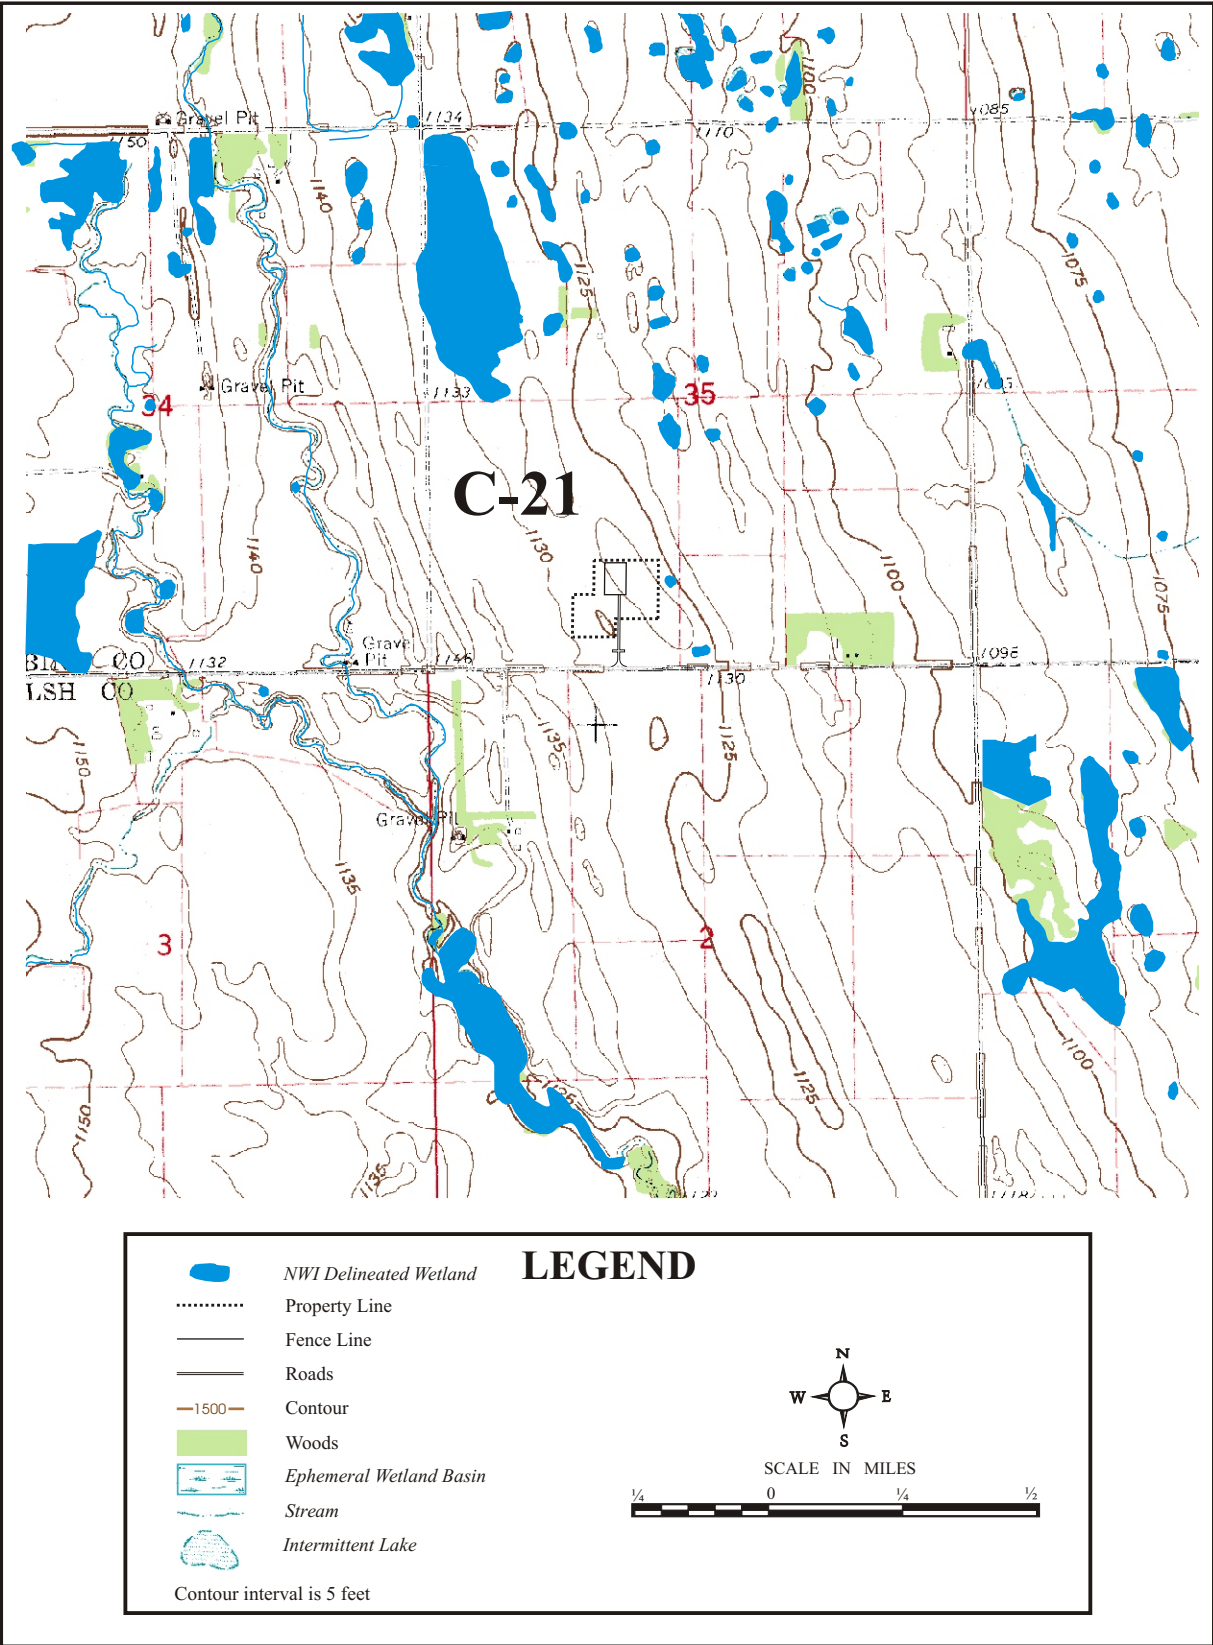 Gravel Pit
1134
1110
1085
1150
1100
1140
1125
1075
1133
Gravel Pit
34
35
C-21
1130
1140
1100
1075
Gravel
Pit
CO
1132
1146
1130
1098
LSH CO
1150
1135
1125
Gravel Pit
1135
3
2
1100
1125
1150
1135
1118
LEGEND
NWI Delineated Wetland
Property Line
Fence Line
Roads
1500
Contour
Woods
Ephemeral Wetland Basin
Stream
Intermittent Lake
Contour interval is 5 feet
N
W E
S
SCALE IN MILES
¼ 0 ¼ ½